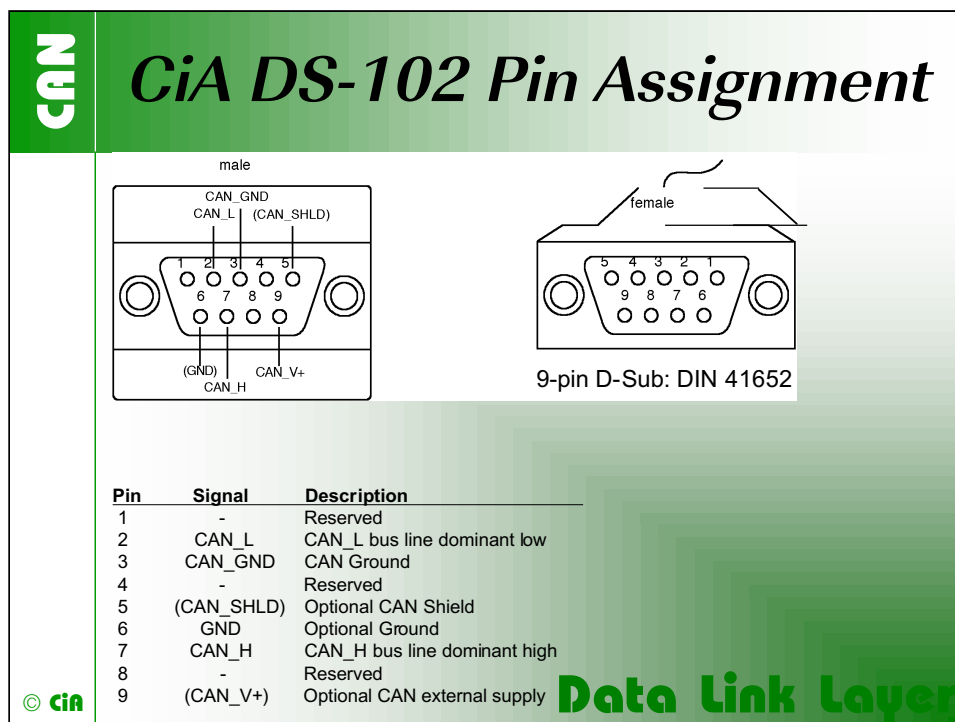 CAN
CiA DS-102 Pin Assignment
male
CAN_GND
CAN_L (CAN_SHLD)
1 2 3 4 5
6 7 8 9
(GND) CAN_V+
CAN_H
female
5 4 3 2 1
9 8 7 6
9-pin D-Sub: DIN 41652
Pin Signal Description
1 - Reserved
2 CAN_L CAN_L bus line dominant low
3 CAN_GND CAN Ground
4 - Reserved
5 (CAN_SHLD) Optional CAN Shield
6 GND Optional Ground
7 CAN_H CAN_H bus line dominant high
8 - Reserved
9 (CAN_V+) Optional CAN external supply
© CiA
Data Link Layer